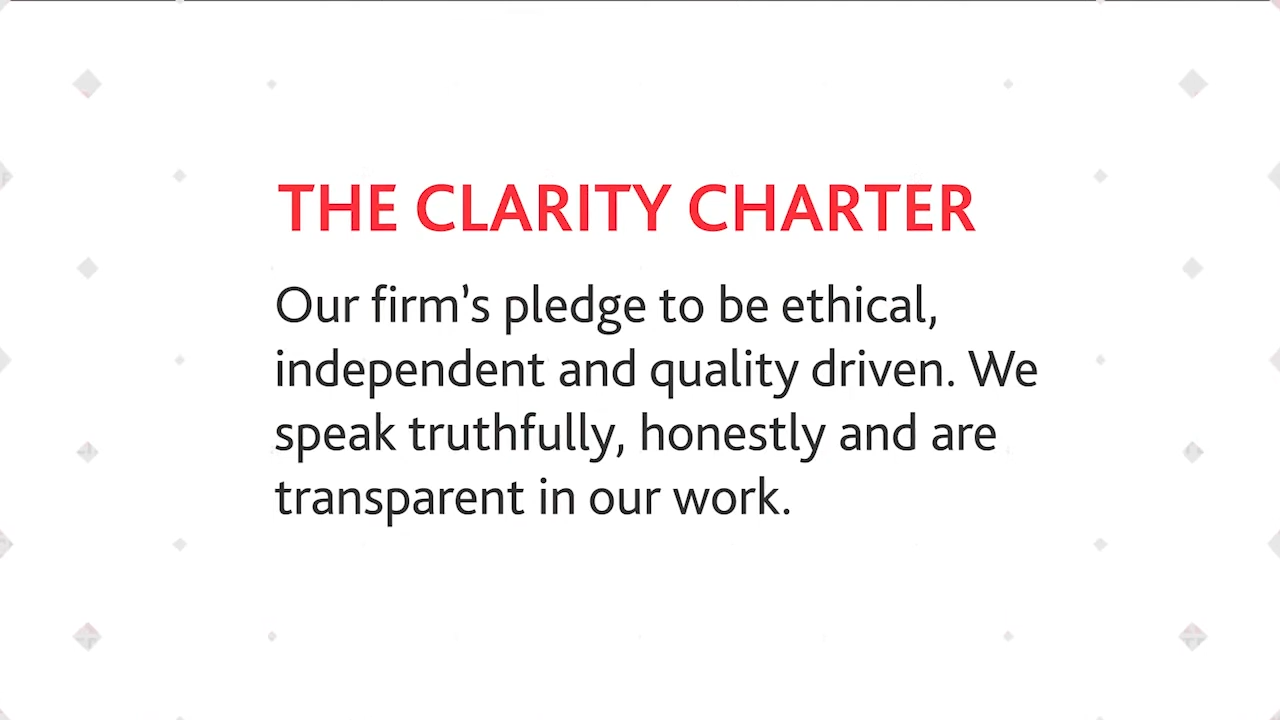 THE CLARITY CHARTER
Our firm’s pledge to be ethical,
independent and quality driven. We
speak truthfully, honestly and are
transparent in our work.